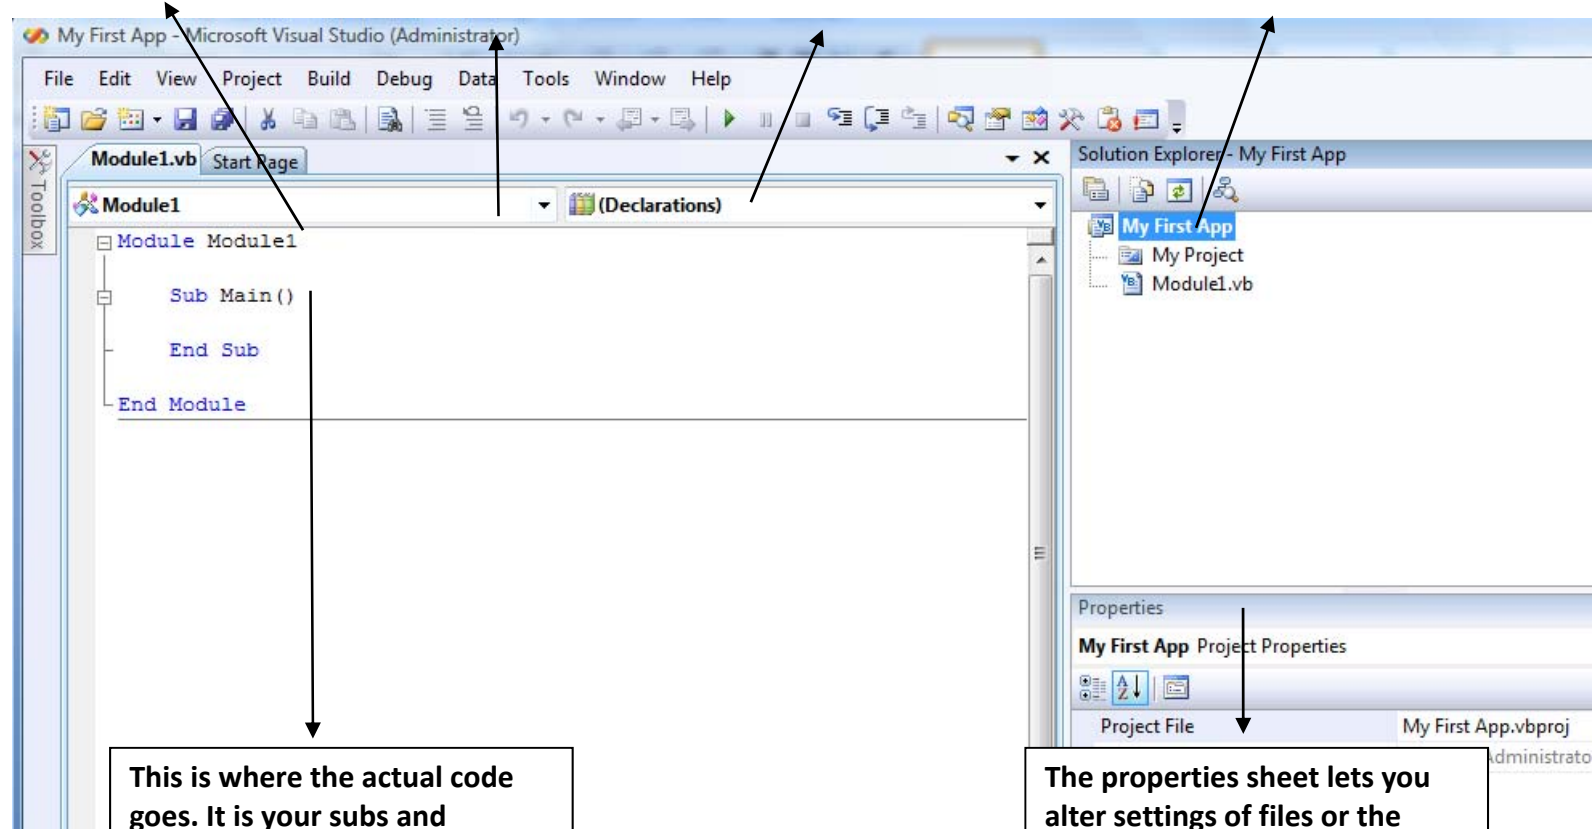 My First App - Microsoft Visual Studio (Administrator)
File Edit View Project Build Debug Data Tools Window Help
Toolbox
Module1.vb Start Page
Module1 (Declarations)
Module Module1
Sub Main()
End Sub
End Module
Solution Explorer - My First App
My First App
My Project
Module1.vb
Properties
My First App Project Properties
Project File My First App.vbproj
This is where the actual code
goes. It is your subs and
The properties sheet lets you
alter settings of files or the